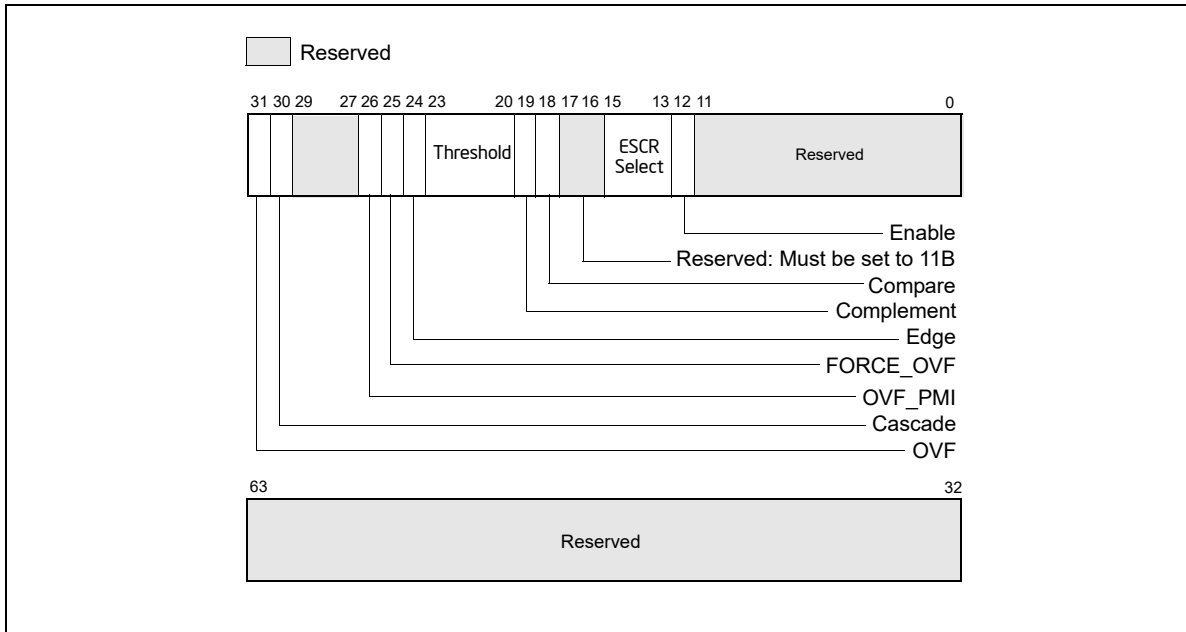 Reserved
31 30 29 27 26 25 24 23 20 19 18 17 16 15 13 12 11 0
Threshold
ESCR
Select
Reserved
Enable
Reserved: Must be set to 11B
Compare
Complement
Edge
FORCE_OVF
OVF_PMI
Cascade
OVF
63 32
Reserved